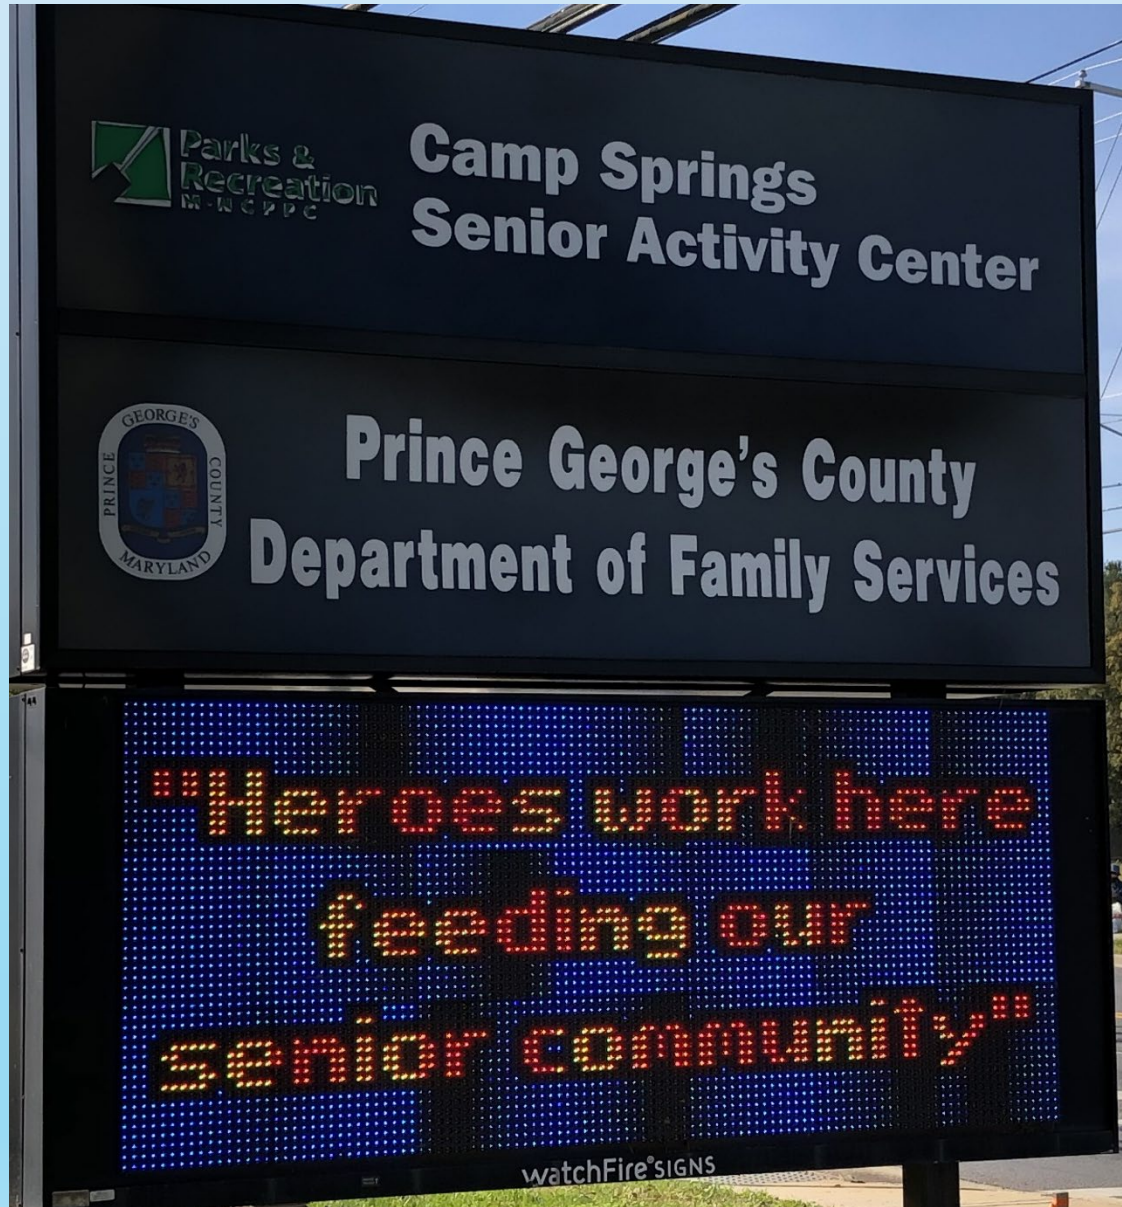 Parks &
Recreation
M-NCPPC
Camp Springs
Senior Activity Center
PRINCE GEORGE'S COUNTY
MARYLAND
Prince George's County
Department of Family Services
"Heroes work here
feeding our
senior community"
watchFire® SIGNS